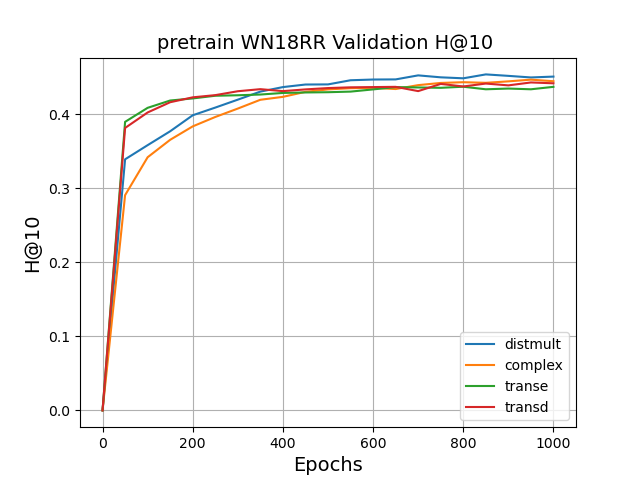 pretrain WN18RR Validation H@10
H@10
0.4
0.3
0.2
0.1
0.0
distmult
complex
transe
transd
0 200 400 600 800 1000
Epochs